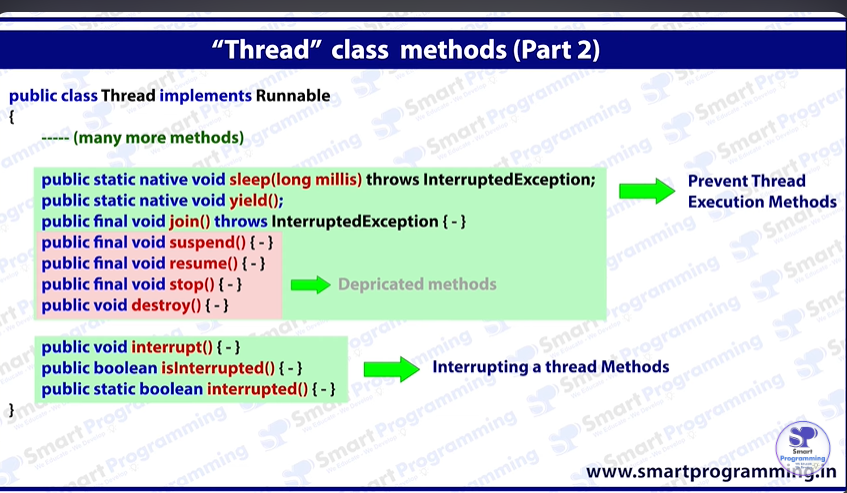 “Thread” class methods (Part 2)
public class Thread implements Runnable
{
----- (many more methods)
public static native void sleep(long millis) throws InterruptedException;
public static native void yield();
public final void join() throws InterruptedException { - }
public final void suspend() { - }
public final void resume() { - }
public final void stop() { - }
public void destroy() { - }
Prevent Thread
Execution Methods
Depricated methods
public void interrupt() { - }
public boolean isInterrupted() { - }
public static boolean interrupted() { - }
Interrupting a thread Methods
}
Smart
Programming
www.smartprogramming.in